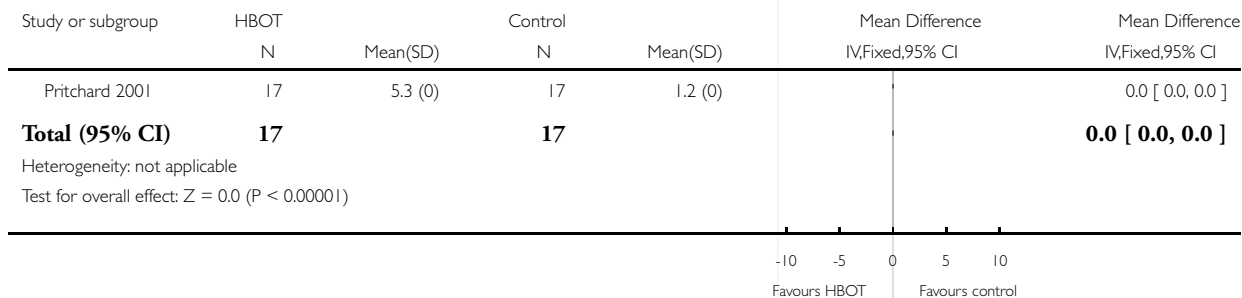 Study or subgroup HBOT Control Mean Difference Mean Difference
N Mean(SD) N Mean(SD) IV,Fixed,95% CI IV,Fixed,95% CI
Pritchard 2001 17 5.3 (0) 17 1.2 (0) 0.0 [ 0.0, 0.0 ]
Total (95% CI) 17 17 0.0 [ 0.0, 0.0 ]
Heterogeneity: not applicable
Test for overall effect: Z = 0.0 (P < 0.00001)
-10 -5 0 5 10
Favours HBOT Favours control